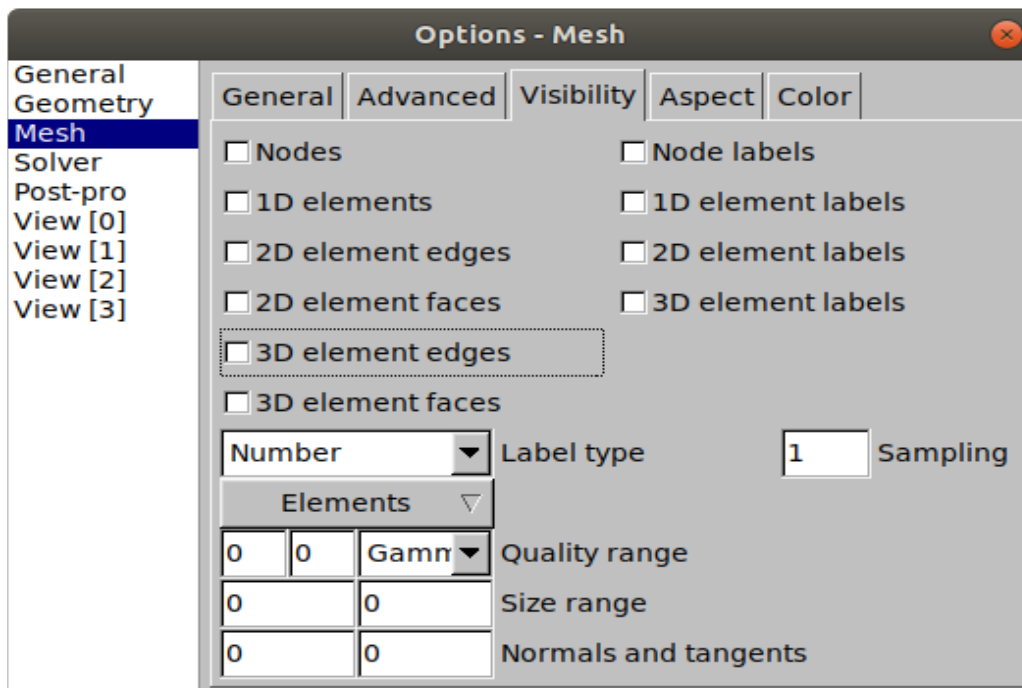 Options - Mesh
General
Geometry
Mesh
Solver
Post-pro
View [0]
View [1]
View [2]
View [3]
General Advanced Visibility Aspect Color
Nodes Node labels
1D elements 1D element labels
2D element edges 2D element labels
2D element faces 3D element labels
3D element edges
3D element faces
Number Label type 1 Sampling
Elements
0 0 Gamm Quality range
0 0 Size range
0 0 Normals and tangents